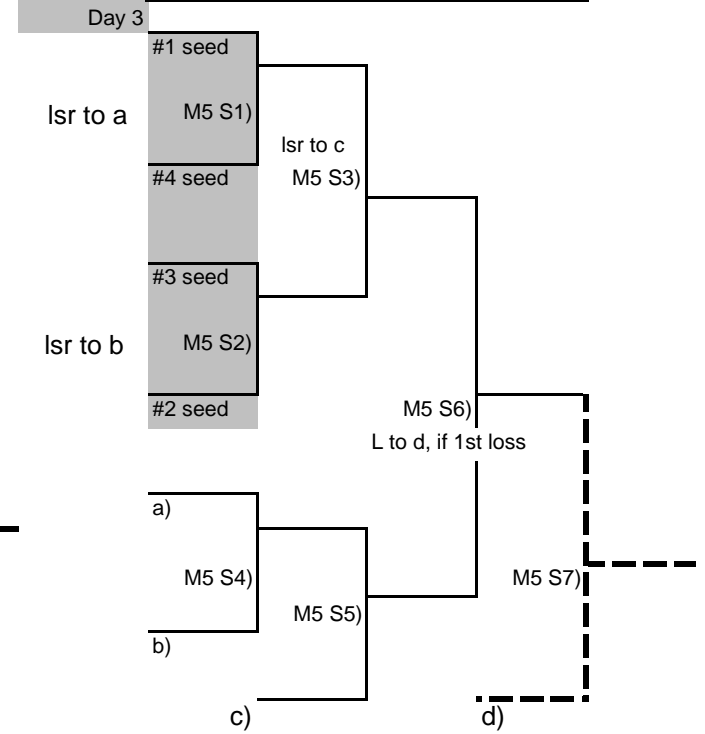 Day 3
#1 seed
lsr to a
M5 S1)
lsr to c
#4 seed
M5 S3)
#3 seed
lsr to b
M5 S2)
#2 seed
M5 S6)
L to d, if 1st loss
a)
M5 S4)
M5 S7)
M5 S5)
b)
c)
d)